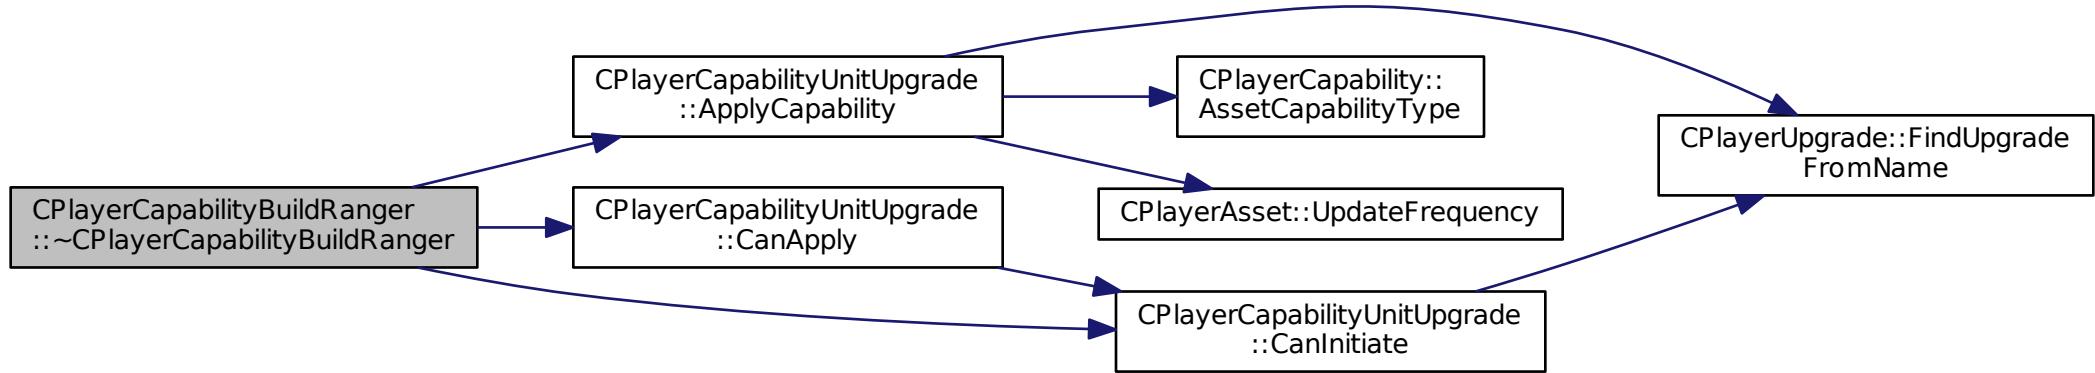 CPlayerCapabilityBuildRanger
::~CPlayerCapabilityBuildRanger
CPlayerCapabilityUnitUpgrade
::ApplyCapability
CPlayerCapabilityUnitUpgrade
::CanApply
CPlayerCapability::
AssetCapabilityType
CPlayerAsset::UpdateFrequency
CPlayerCapabilityUnitUpgrade
::CanInitiate
CPlayerUpgrade::FindUpgrade
FromName